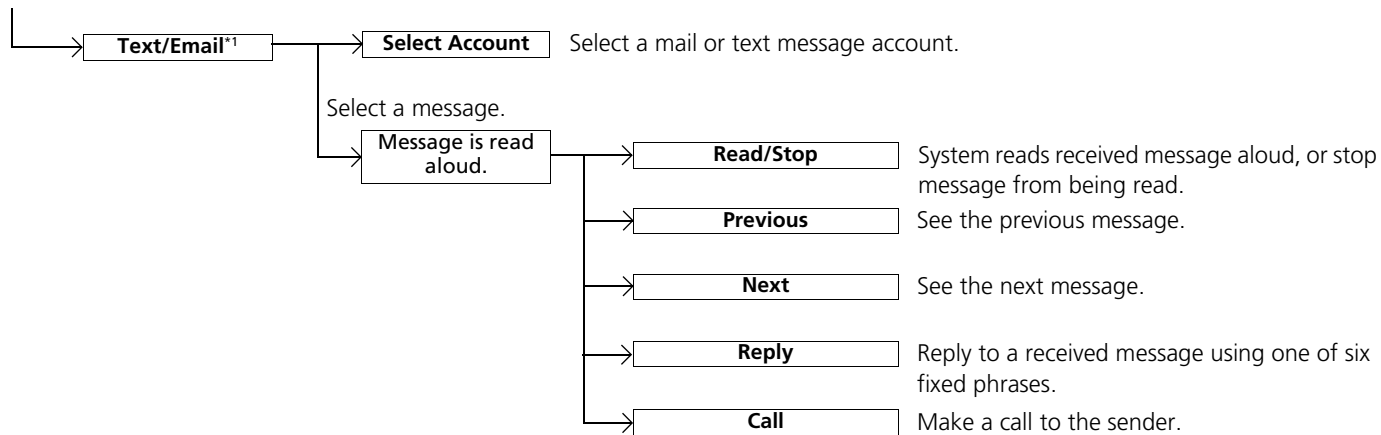 Text/Email*1
Select Account
Select a mail or text message account.
Select a message.
Message is read
aloud.
Read/Stop
System reads received message aloud, or stop
message from being read.
Previous
See the previous message.
Next
See the next message.
Reply
Reply to a received message using one of six
fixed phrases.
Call
Make a call to the sender.